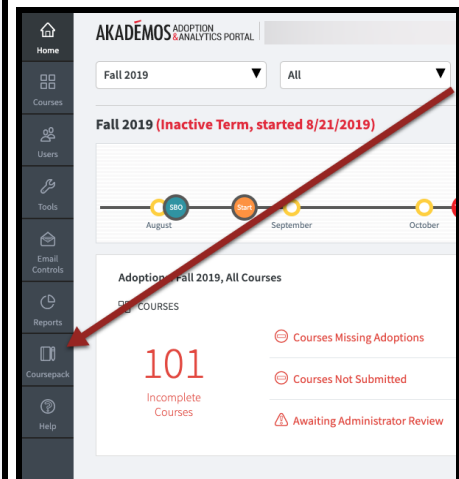 Home
Courses
Users
Tools
Email
Controls
Reports
Coursepack
Help
AKADÉMOS ADOPTION
&ANALYTICS PORTAL
Fall 2019
All
Fall 2019 (Inactive Term, started 8/21/2019)
SBO
Start
August
September
October
Fall 2019, All Courses
COURSES
101
Incomplete
Courses
Courses Missing Adoptions
Courses Not Submitted
Awaiting Administrator Review